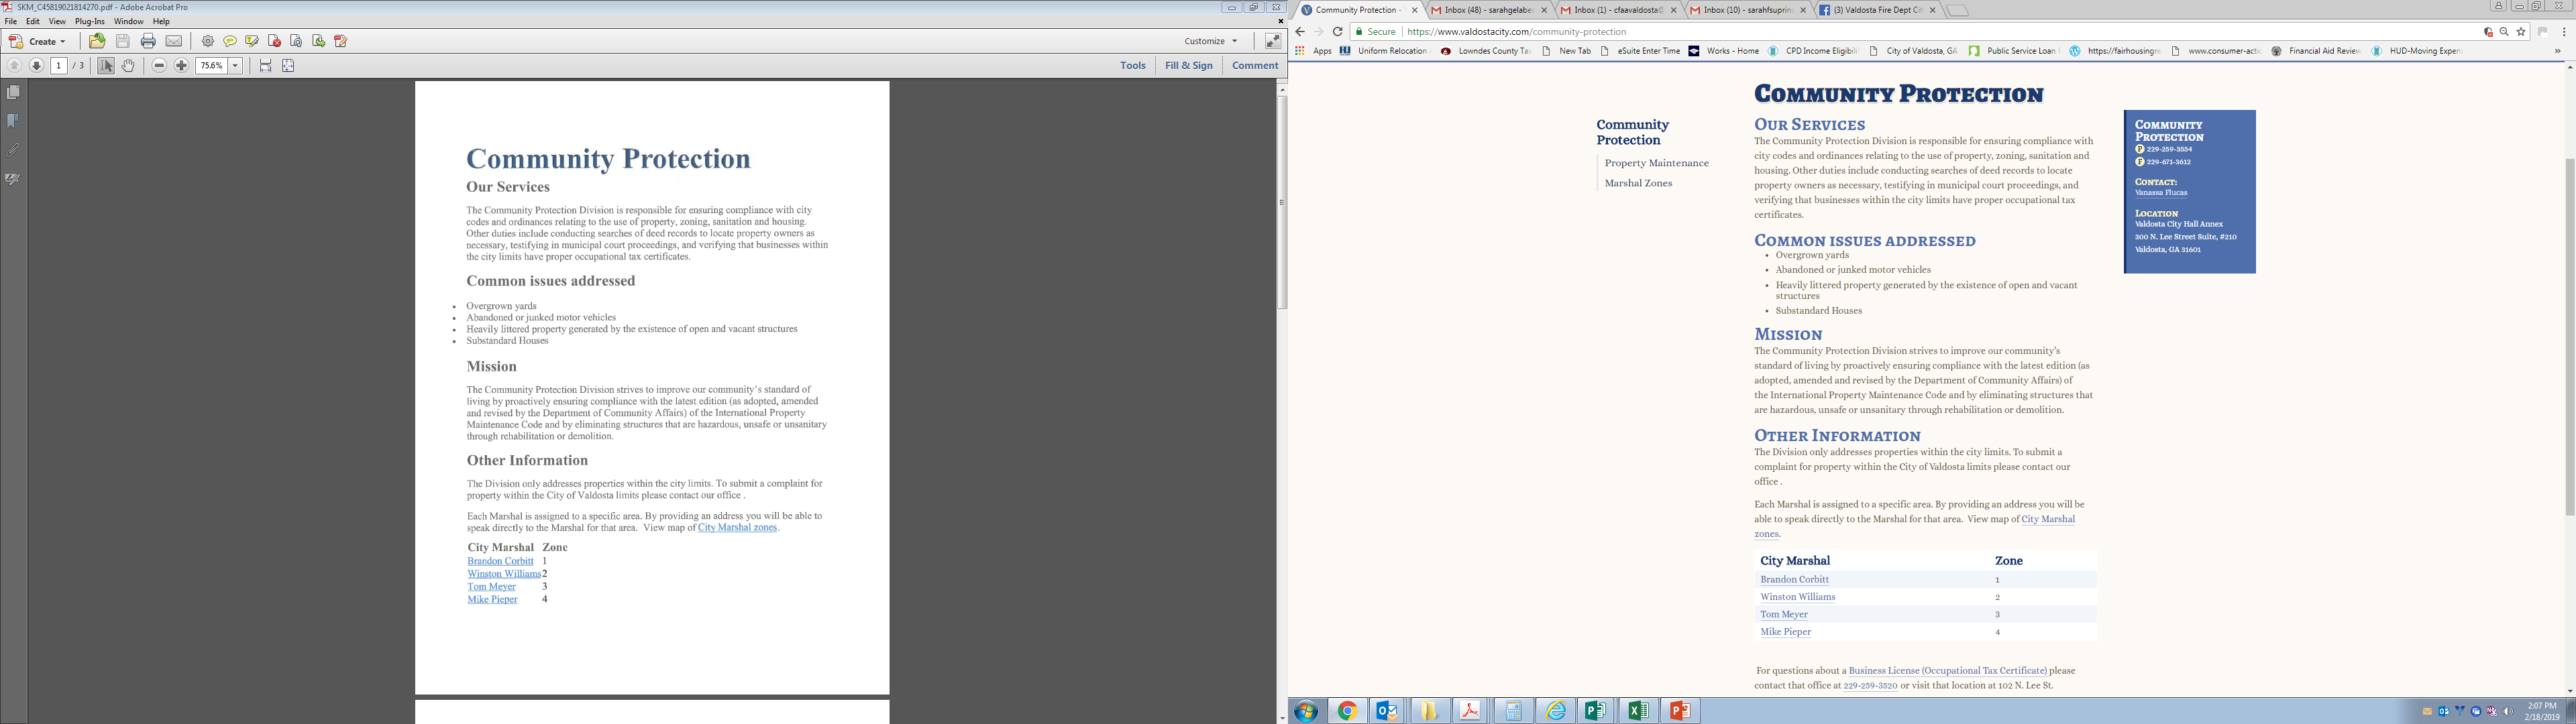 SKM_C45819021814270.pdf - Adobe Acrobat Pro
File Edit View Plug-Ins Window Help
Create
Customize
1 / 3
75.6%
Tools Fill & Sign Comment
Community Protection
Our Services
The Community Protection Division is responsible for ensuring compliance with city
codes and ordinances relating to the use of property, zoning, sanitation and housing.
Other duties include conducting searches of deed records to locate property owners as
necessary, testifying in municipal court proceedings, and verifying that businesses within
the city limits have proper occupational tax certificates.
Common issues addressed
• Overgrown yards
• Abandoned or junked motor vehicles
• Heavily littered property generated by the existence of open and vacant structures
• Substandard Houses
Mission
The Community Protection Division strives to improve our community's standard of
living by proactively ensuring compliance with the latest edition (as adopted, amended
and revised by the Department of Community Affairs) of the International Property
Maintenance Code and by eliminating structures that are hazardous, unsafe or unsanitary
through rehabilitation or demolition.
Other Information
The Division only addresses properties within the city limits. To submit a complaint for
property within the City of Valdosta limits please contact our office .
Each Marshal is assigned to a specific area. By providing an address you will be able to
speak directly to the Marshal for that area. View map of City Marshal zones.
City Marshal Zone
Brandon Corbitt 1
Winston Williams 2
Tom Meyer 3
Mike Pieper 4
Community Protection -
Inbox (48) - sarahgelabe
Inbox (1) - cfaavaldosta@
Inbox (10) - sarahfsuprin
(3) Valdosta Fire Dept Cit
Secure https://www.valdostacity.com/community-protection
Apps Uniform Relocation Lowndes County Ta New Tab eSuite Enter Time Works - Home CPD Income Eligibili City of Valdosta, GA Public Service Loan https://fairhousingre www.consumer-actio Financial Aid Review HUD-Moving Expen »
Community Protection
Property Maintenance
Marshal Zones
Community Protection
Our Services
The Community Protection Division is responsible for ensuring compliance with
city codes and ordinances relating to the use of property, zoning, sanitation and
housing. Other duties include conducting searches of deed records to locate
property owners as necessary, testifying in municipal court proceedings, and
verifying that businesses within the city limits have proper occupational tax
certificates.
Common issues addressed
• Overgrown yards
• Abandoned or junked motor vehicles
• Heavily littered property generated by the existence of open and vacant
structures
• Substandard Houses
Mission
The Community Protection Division strives to improve our community's
standard of living by proactively ensuring compliance with the latest edition (as
adopted, amended and revised by the Department of Community Affairs) of
the International Property Maintenance Code and by eliminating structures that
are hazardous, unsafe or unsanitary through rehabilitation or demolition.
Other Information
The Division only addresses properties within the city limits. To submit a
complaint for property within the City of Valdosta limits please contact our
office .
Each Marshal is assigned to a specific area. By providing an address you will be
able to speak directly to the Marshal for that area. View map of City Marshal
zones.
City Marshal Zone
Brandon Corbitt 1
Winston Williams 2
Tom Meyer 3
Mike Pieper 4
For questions about a Business License (Occupational Tax Certificate) please
contact that office at 229-259-3520 or visit that location at 102 N. Lee St.
Community
Protection
P 229-259-3554
F 229-671-3612
Contact:
Vanassa Flucas
Location
Valdosta City Hall Annex
300 N. Lee Street Suite, #210
Valdosta, GA 31601
2:07 PM
2/18/2019